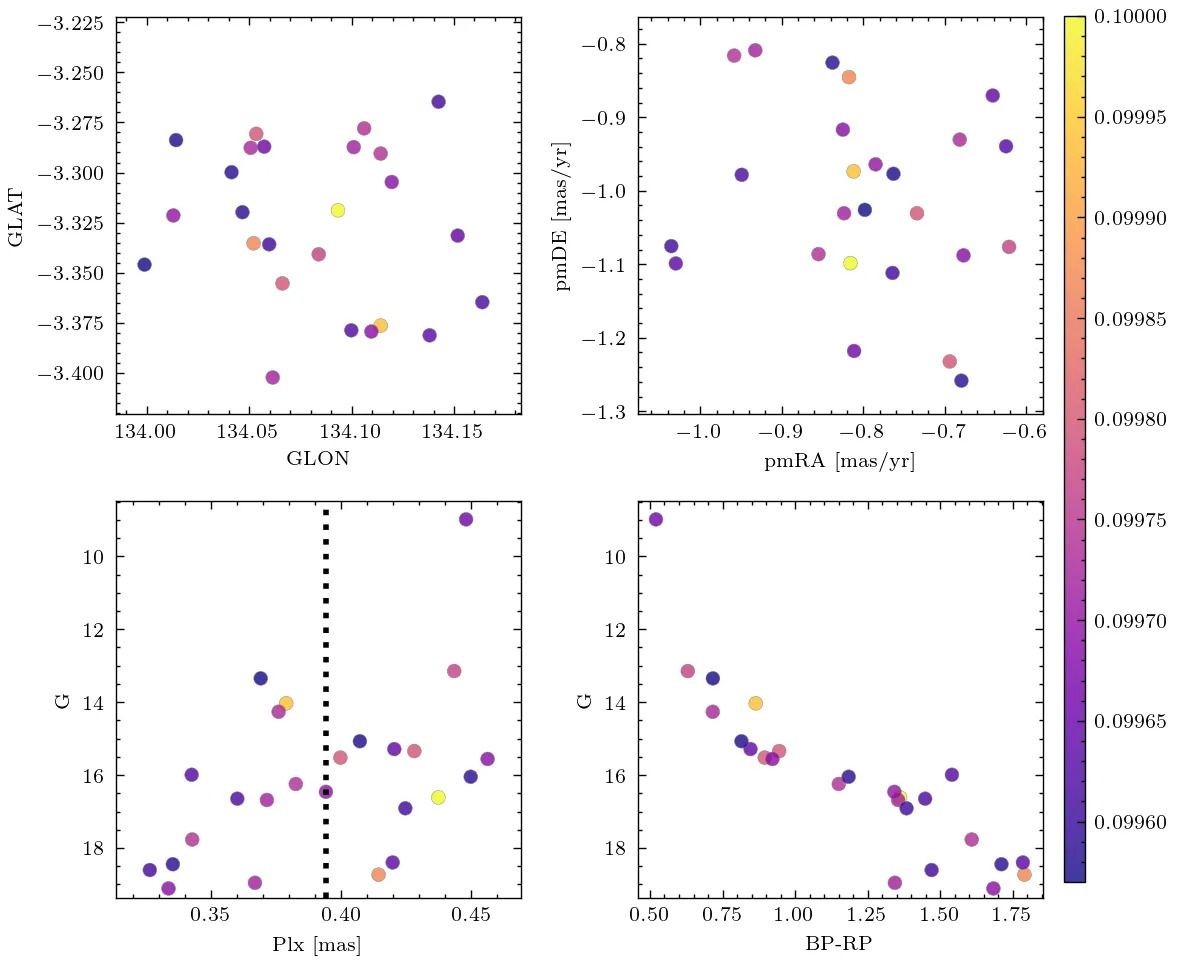 −3.225
−3.250
−3.275
−3.300
−3.325
−3.350
−3.375
−3.400
GLAT
134.00 134.05 134.10 134.15
GLON
−0.8
−0.9
−1.0
−1.1
−1.2
−1.3
pmDE [mas/yr]
−1.0 −0.9 −0.8 −0.7 −0.6
pmRA [mas/yr]
0.10000
0.09995
0.09990
0.09985
0.09980
0.09975
0.09970
0.09965
0.09960
10
12
14
16
18
G
0.35 0.40 0.45
Plx [mas]
10
12
14
16
18
G
0.50 0.75 1.00 1.25 1.50 1.75
BP-RP